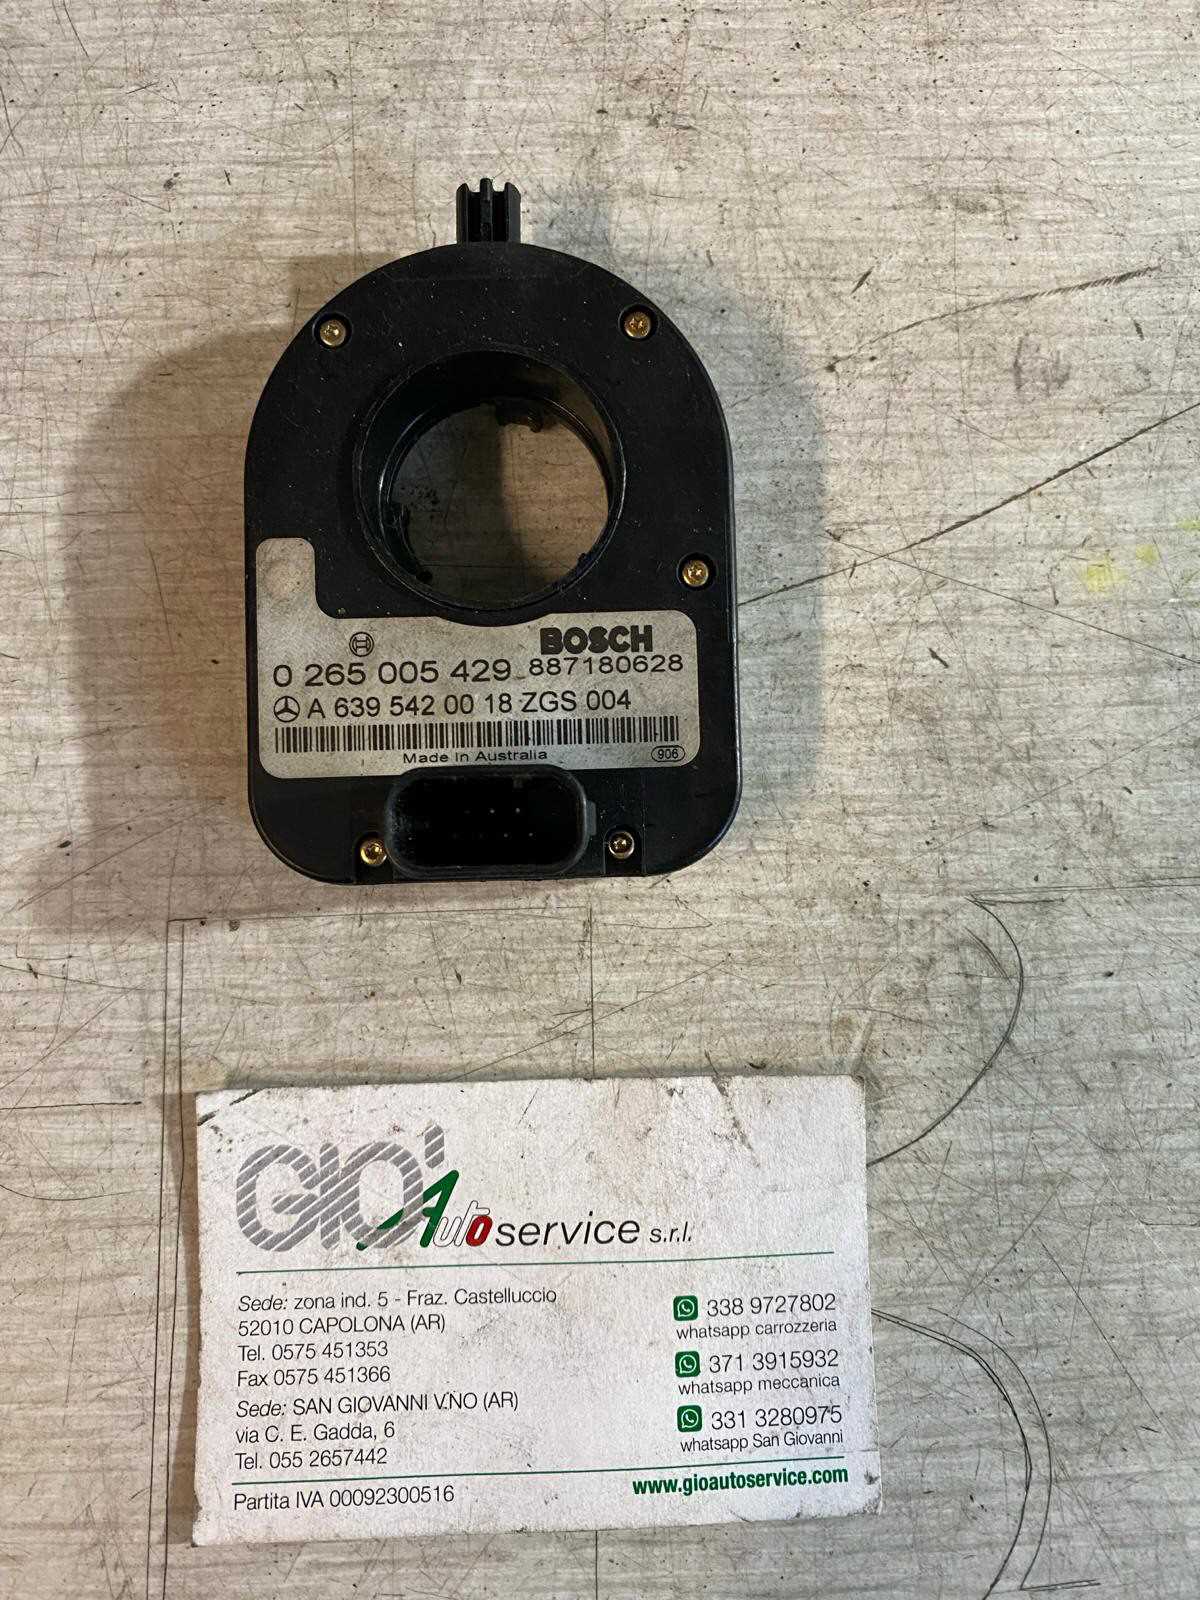 BOSCH
0 265 005 429 887180628
A 639 542 00 18 ZGS 004
Made in Australia 906
GIO' Autoservice s.r.l.
Sede: zona ind. 5 - Fraz. Castelluccio
52010 CAPOLONA (AR)
Tel. 0575 451353
Fax 0575 451366
Sede: SAN GIOVANNI V.NO (AR)
via C. E. Gadda, 6
Tel. 055 2657442
Partita IVA 00092300516
338 9727802
whatsapp carrozzeria
371 3915932
whatsapp meccanica
331 3280975
whatsapp San Giovanni
www.gioautoservice.com